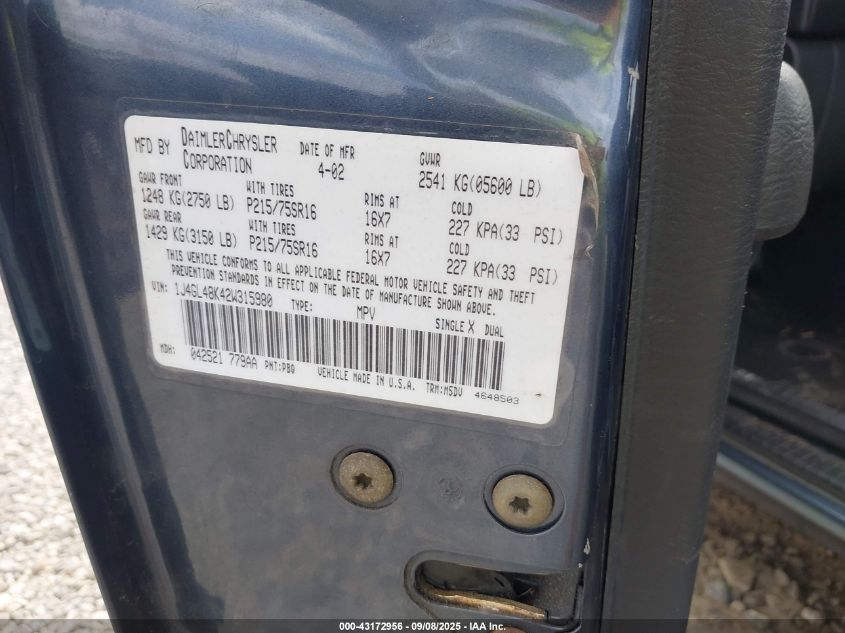 MFD BY DAIMLERCHRYSLER CORPORATION DATE OF MFR 4-02 GVWR 2541 KG(05600 LB)
GAWR FRONT WITH TIRES RIMS AT COLD
1248 KG(2750 LB) P215/75SR16 16X7 227 KPA(33 PSI)
GAWR REAR WITH TIRES RIMS AT COLD
1429 KG(3150 LB) P215/75SR16 16X7 227 KPA(33 PSI)
THIS VEHICLE CONFORMS TO ALL APPLICABLE FEDERAL MOTOR VEHICLE SAFETY AND THEFT
PREVENTION STANDARDS IN EFFECT ON THE DATE OF MANUFACTURE SHOWN ABOVE.
VIN: 1J4GL48K42W315980 TYPE: MPV SINGLE X DUAL
MDH: 042521 779AA PNT:PBQ VEHICLE MADE IN U.S.A. TRM:M5DV 4648503
000-43172956 - 09/08/2025 - IAA Inc.